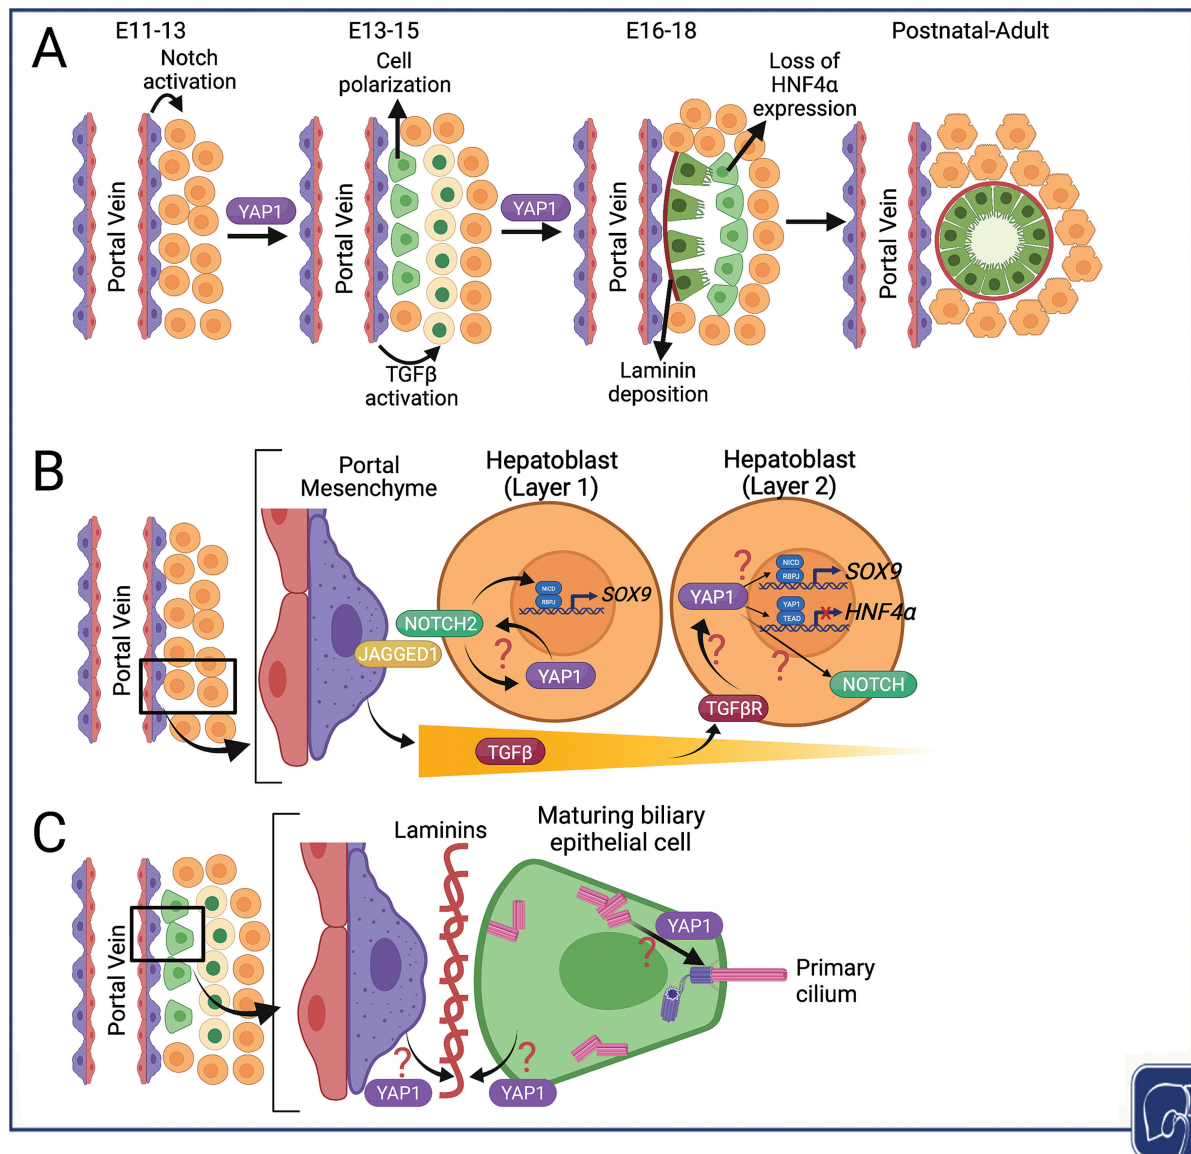 A
E11-13
E13-15
E16-18
Postnatal-Adult
Notch
activation
Cell
polarization
Loss of
HNF4α
expression
Portal Vein
YAP1
Portal Vein
YAP1
Portal Vein
Portal Vein
TGFβ
activation
Laminin
deposition
B
Portal
Mesenchyme
Hepatoblast
(Layer 1)
Hepatoblast
(Layer 2)
Portal Vein
JAGGED1
NOTCH2
NICD
RBPJ
SOX9
?
YAP1
YAP1
?
NICD
RBPJ
SOX9
YAP1
TEAD
x
HNF4α
?
?
NOTCH
TGFβR
TGFβ
C
Laminins
Maturing biliary
epithelial cell
Portal Vein
YAP1
?
Primary
cilium
?
YAP1
?
YAP1